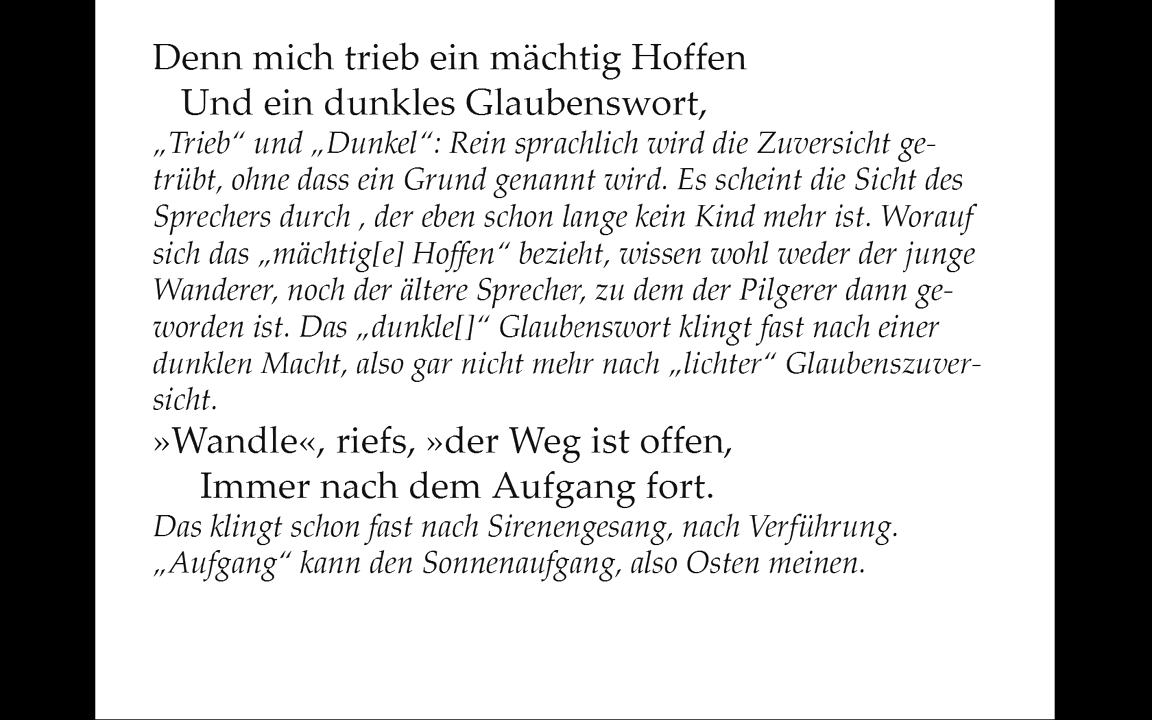 Denn mich trieb ein mächtig Hoffen
Und ein dunkles Glaubenswort,
„Trieb“ und „Dunkel“: Rein sprachlich wird die Zuversicht ge-
trübt, ohne dass ein Grund genannt wird. Es scheint die Sicht des
Sprechers durch , der eben schon lange kein Kind mehr ist. Worauf
sich das „mächtig[e] Hoffen“ bezieht, wissen wohl weder der junge
Wanderer, noch der ältere Sprecher, zu dem der Pilgerer dann ge-
worden ist. Das „dunkle[]“ Glaubenswort klingt fast nach einer
dunklen Macht, also gar nicht mehr nach „lichter“ Glaubenszuver-
sicht.
»Wandle«, riefs, »der Weg ist offen,
Immer nach dem Aufgang fort.
Das klingt schon fast nach Sirenengesang, nach Verführung.
„Aufgang“ kann den Sonnenaufgang, also Osten meinen.